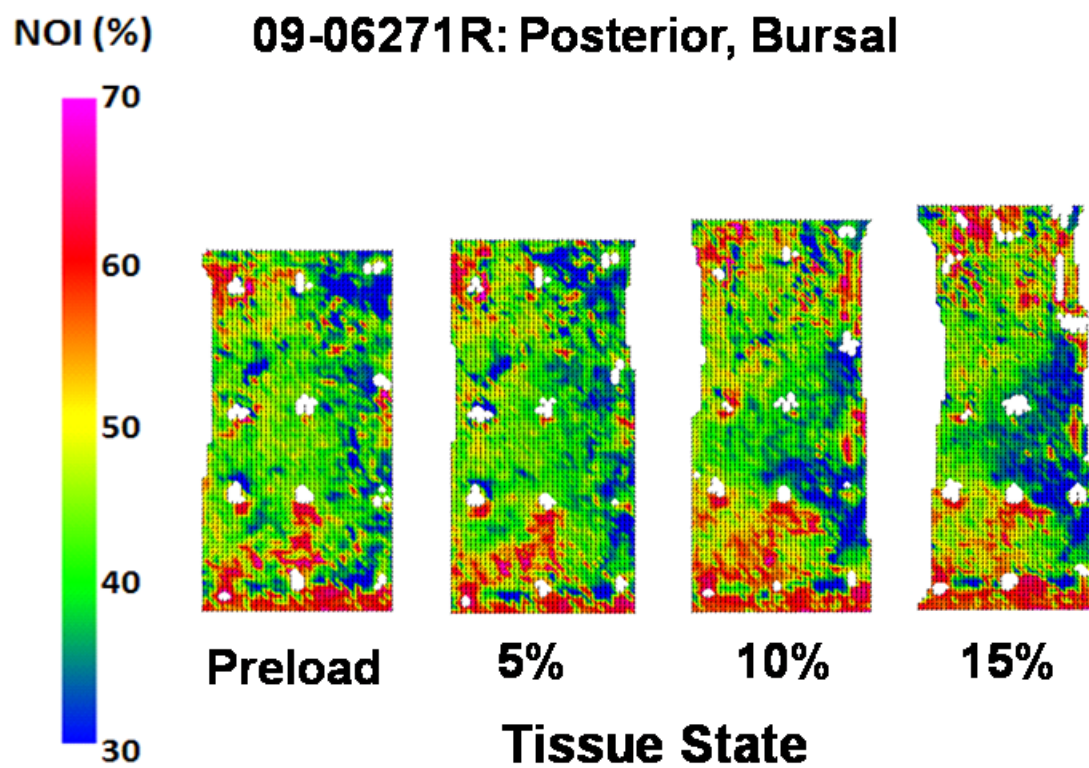 NOI (%)
09-06271R: Posterior, Bursal
70
60
50
40
30
Preload
5%
10%
15%
Tissue State